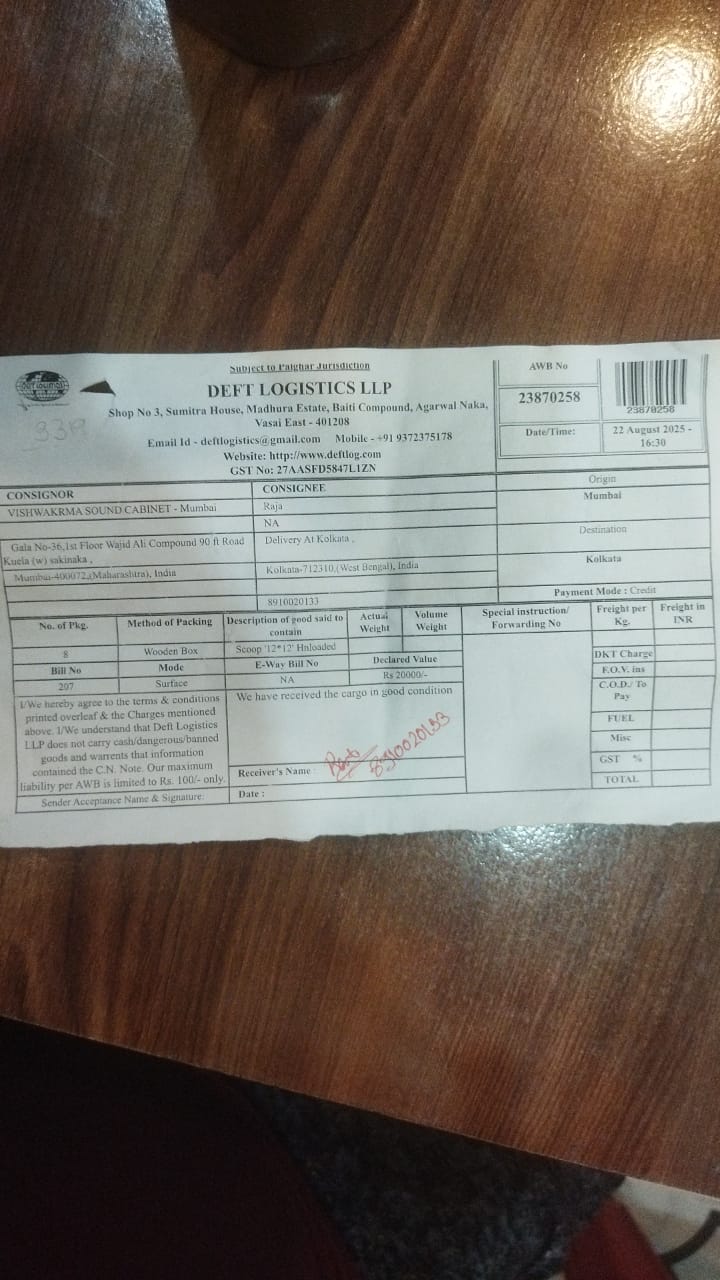 Subject to Palghar Jurisdiction
DEFT LOGISTICS LLP
Shop No 3, Sumitra House, Madhura Estate, Baiti Compound, Agarwal Naka,
Vasai East - 401208
Email Id - deftlogistics@gmail.com Mobile - +91 9372375178
Website: http://www.deftlog.com
GST No: 27AASFD5847L1ZN
339
AWB No
23870258
23870258
Date/Time:
22 August 2025 -
16:30
CONSIGNOR
VISHWAKRMA SOUND CABINET - Mumbai
Gala No-36,1st Floor Wajid Ali Compound 90 ft Road
Kuela (w) sakinaka ,
Mumbai-400072,(Maharashtra), India
CONSIGNEE
Raja
NA
Delivery At Kolkata ,
Kolkata-712310,(West Bengal), India
8910020133
Origin
Mumbai
Destination
Kolkata
Payment Mode : Credit
No. of Pkg. Method of Packing Description of good said to contain Actual Weight Volume Weight
8 Wooden Box Scoop '12*12' Hnloaded
Bill No Mode E-Way Bill No Declared Value
207 Surface NA Rs 20000/-
Special instruction/
Forwarding No
Freight per
Kg.
Freight in
INR
DKT Charge
F.O.V. ins
C.O.D./ To
Pay
FUEL
Misc
GST %
TOTAL
I/We hereby agree to the terms & conditions
printed overleaf & the Charges mentioned
above. I/We understand that Deft Logistics
LLP does not carry cash/dangerous/banned
goods and warrents that information
contained the C.N. Note. Our maximum
liability per AWB is limited to Rs. 100/- only.
Sender Acceptance Name & Signature:
We have received the cargo in good condition
8910020133
Receiver's Name :
Date :